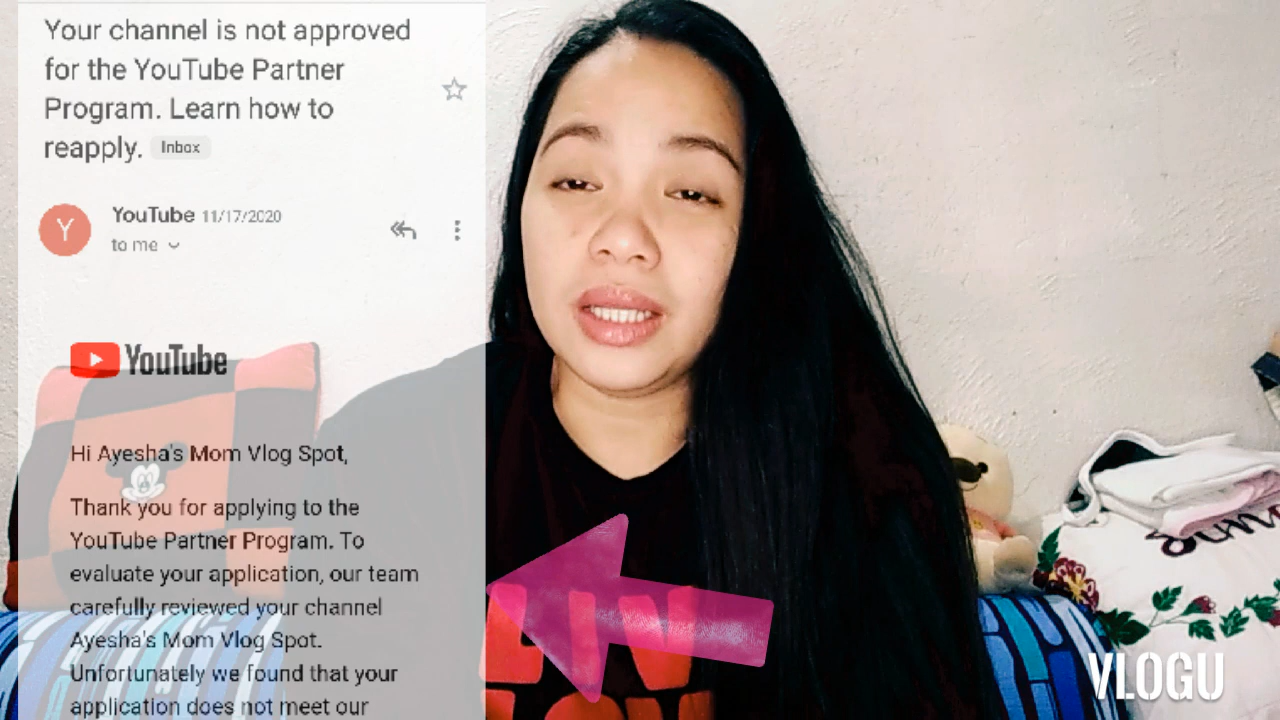 Your channel is not approved
for the YouTube Partner
Program. Learn how to
reapply. Inbox
Y
YouTube 11/17/2020
to me
YouTube
Hi Ayesha's Mom Vlog Spot,
Thank you for applying to the
YouTube Partner Program. To
evaluate your application, our team
carefully reviewed your channel
Ayesha's Mom Vlog Spot.
Unfortunately we found that your
application does not meet our
VLOGU